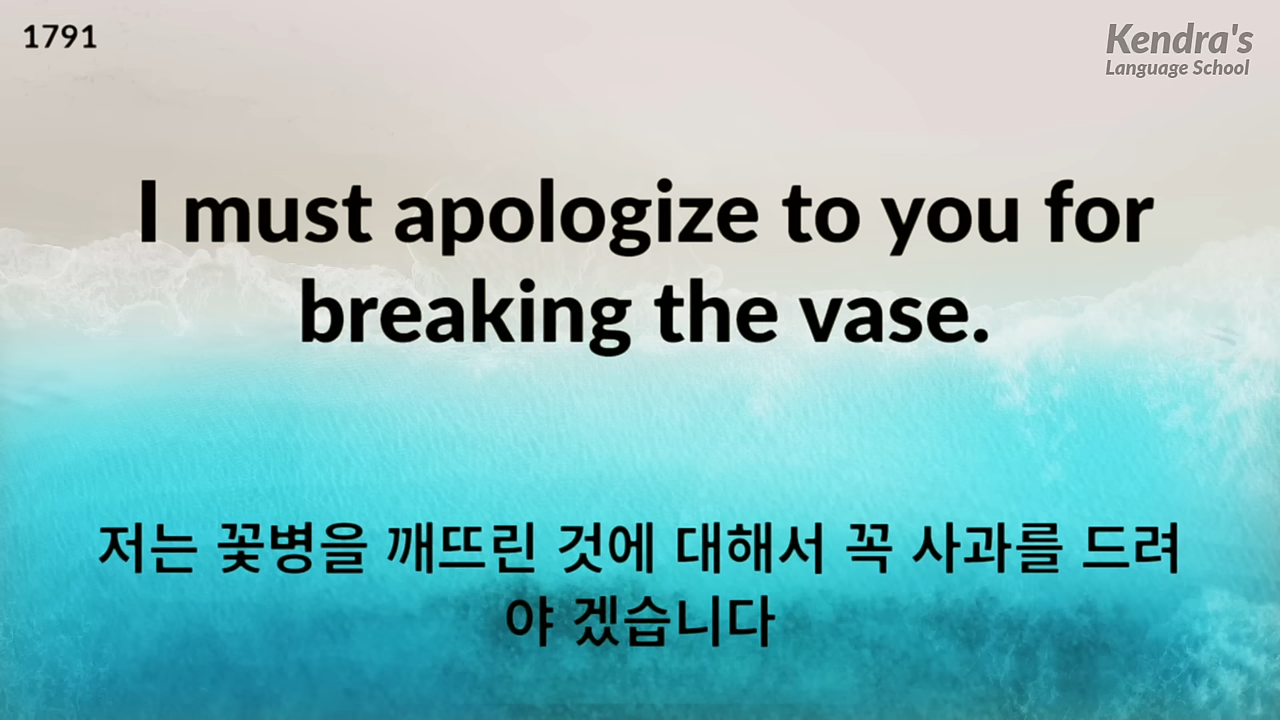 1791
Kendra's
Language School
I must apologize to you for
breaking the vase.
저는 꽃병을 깨뜨린 것에 대해서 꼭 사과를 드려
야 겠습니다